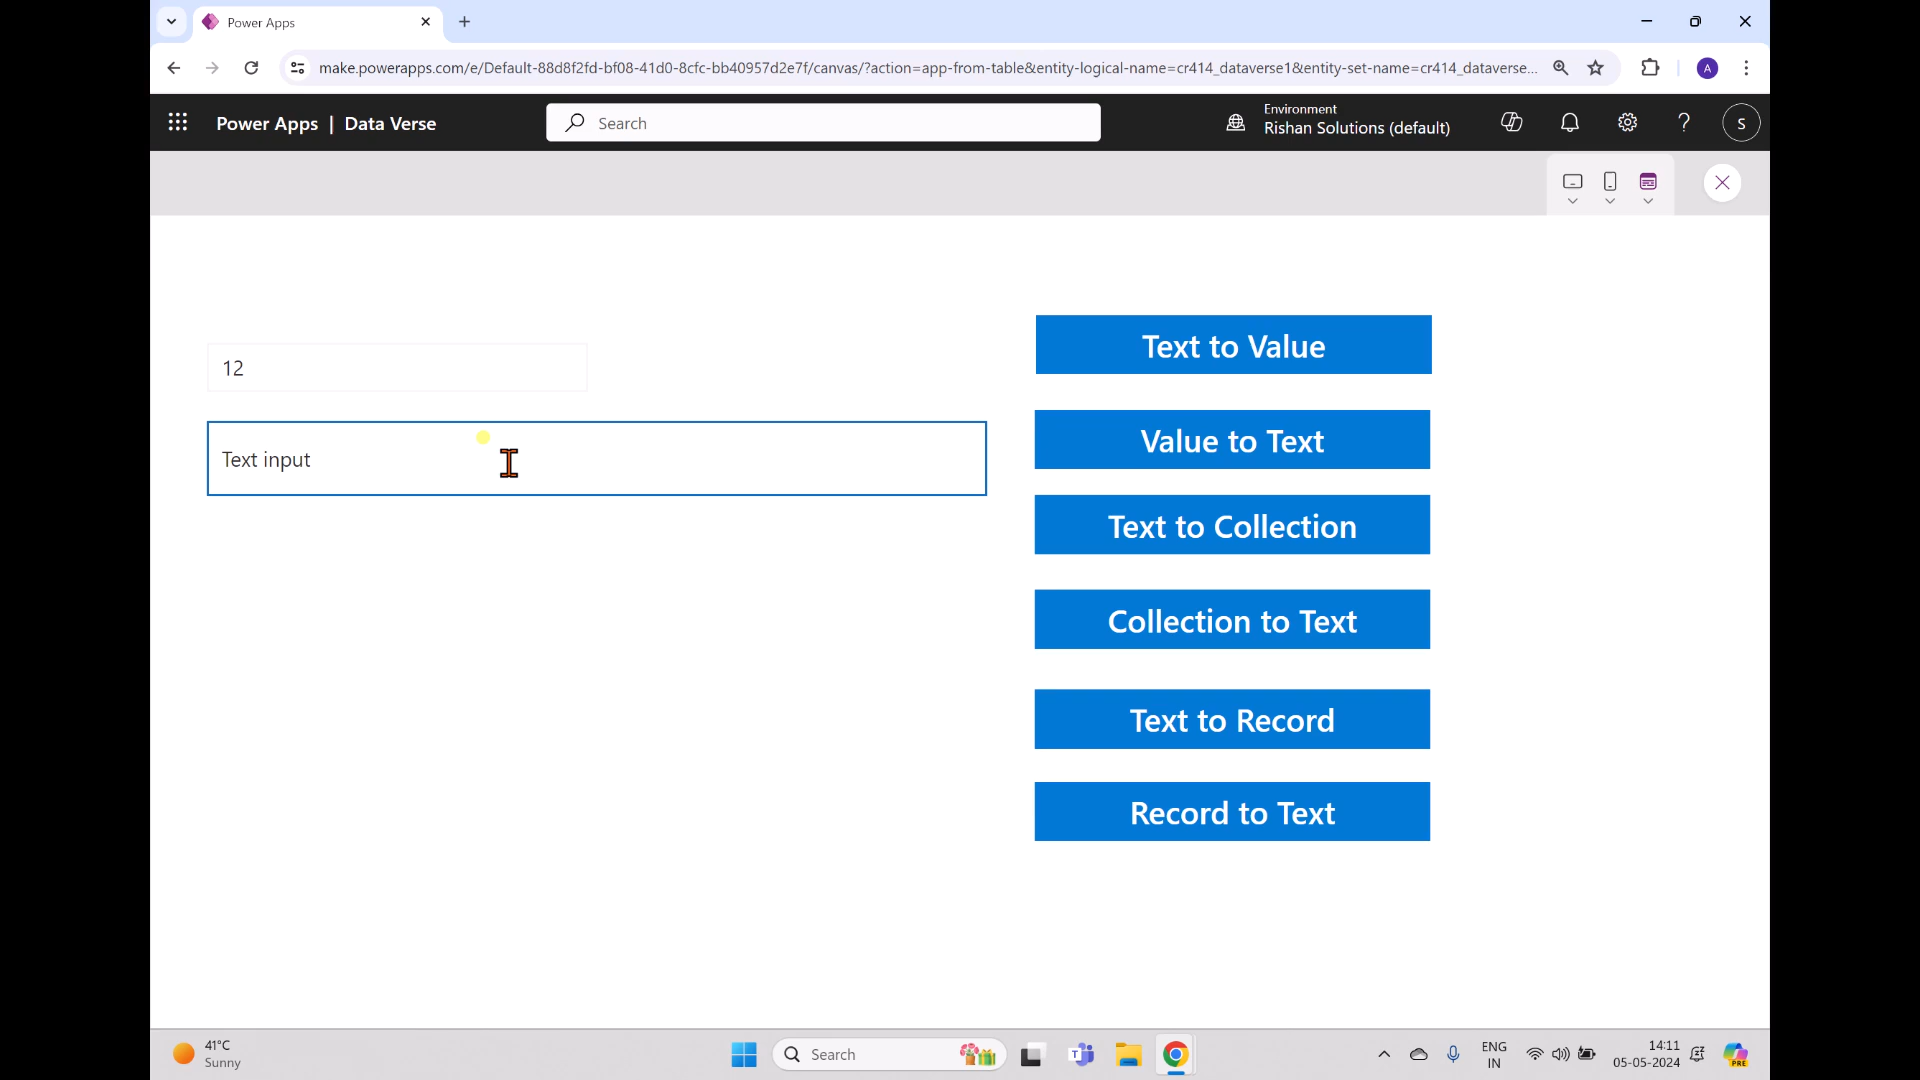 Power Apps
make.powerapps.com/e/Default-88d8f2fd-bf08-41d0-8cfc-bb40957d2e7f/canvas/?action=app-from-table&entity-logical-name=cr414_dataverse1&entity-set-name=cr414_dataverse...
A
Power Apps | Data Verse
Search
Environment
Rishan Solutions (default)
?
S
12
Text input
Text to Value
Value to Text
Text to Collection
Collection to Text
Text to Record
Record to Text
41°C
Sunny
Search
ENG
IN
14:11
05-05-2024
PRE